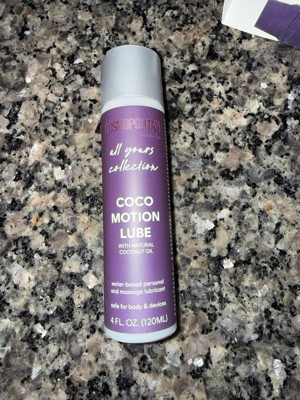 COSMOPOLITAN
all yours
collection
COCO
MOTION
LUBE
WITH NATURAL
COCONUT OIL
water-based personal
and massage lubricant
safe for body & devices
4 FL. OZ. (120ML)